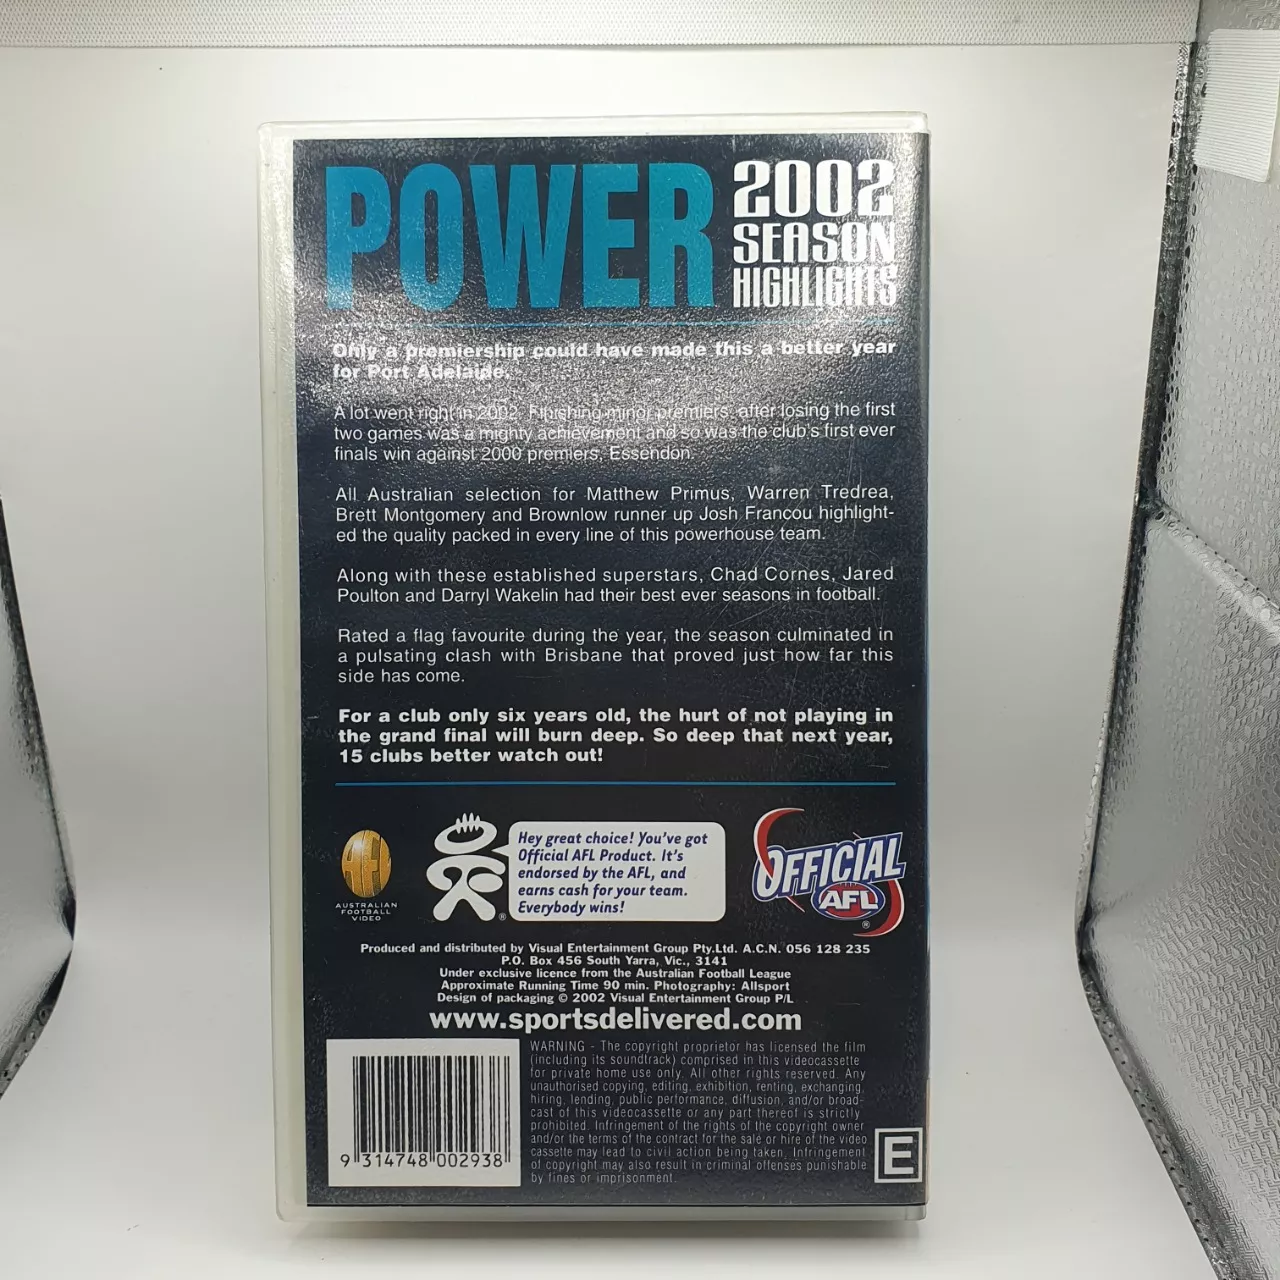 POWER 2002
SEASON
HIGHLIGHTS
Only a premiership could have made this a better year
for Port Adelaide.
A lot went right in 2002. Finishing minor premiers, after losing the first
two games was a mighty achievement and so was the club's first ever
finals win against 2000 premiers, Essendon.
All Australian selection for Matthew Primus, Warren Tredrea,
Brett Montgomery and Brownlow runner up Josh Francou highlight-
ed the quality packed in every line of this powerhouse team.
Along with these established superstars, Chad Cornes, Jared
Poulton and Darryl Wakelin had their best ever seasons in football.
Rated a flag favourite during the year, the season culminated in
a pulsating clash with Brisbane that proved just how far this
side has come.
For a club only six years old, the hurt of not playing in
the grand final will burn deep. So deep that next year,
15 clubs better watch out!
AFL
AUSTRALIAN
FOOTBALL
VIDEO
®
Hey great choice! You've got
Official AFL Product. It's
endorsed by the AFL, and
earns cash for your team.
Everybody wins!
OFFICIAL
AFL
®
Produced and distributed by Visual Entertainment Group Pty.Ltd. A.C.N. 056 128 235
P.O. Box 456 South Yarra, Vic., 3141
Under exclusive licence from the Australian Football League
Approximate Running Time 90 min. Photography: Allsport
Design of packaging © 2002 Visual Entertainment Group P/L
www.sportsdelivered.com
9 314748 002938
WARNING - The copyright proprietor has licensed the film
(including its soundtrack) comprised in this videocassette
for private home use only. All other rights reserved. Any
unauthorised copying, editing, exhibition, renting, exchanging,
hiring, lending, public performance, diffusion, and/or broad-
cast of this videocassette or any part thereof is strictly
prohibited. Infringement of the rights of the copyright owner
and/or the terms of the contract for the sale or hire of the video
cassette may lead to civil action being taken. Infringement
of copyright may also result in criminal offenses punishable
by fines or imprisonment.
E